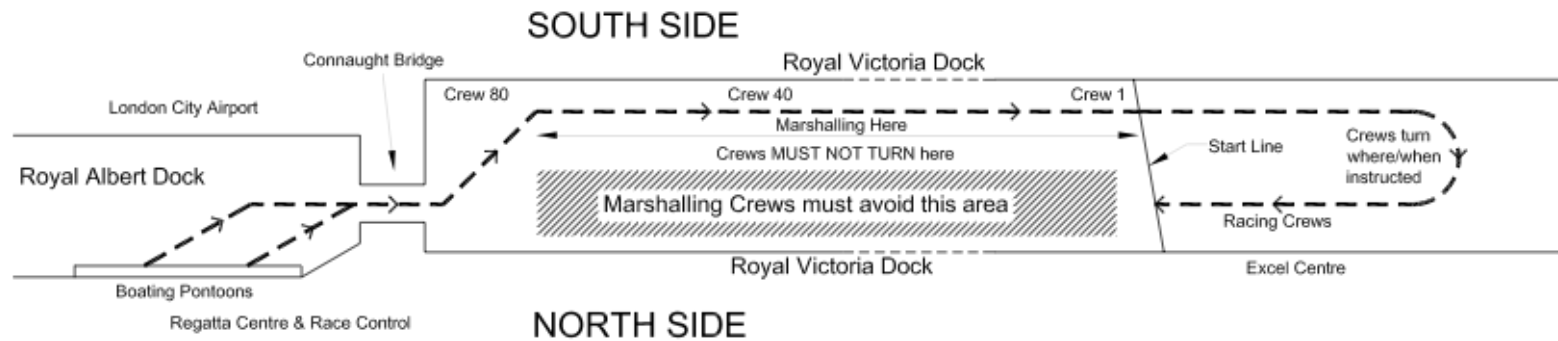 SOUTH SIDE
Connaught Bridge
Royal Victoria Dock
London City Airport
Crew 80
Crew 40
Crew 1
Marshalling Here
Crews MUST NOT TURN here
Start Line
Crews turn
where/when
instructed
Royal Albert Dock
Marshalling Crews must avoid this area
Racing Crews
Boating Pontoons
Royal Victoria Dock
Excel Centre
Regatta Centre & Race Control
NORTH SIDE